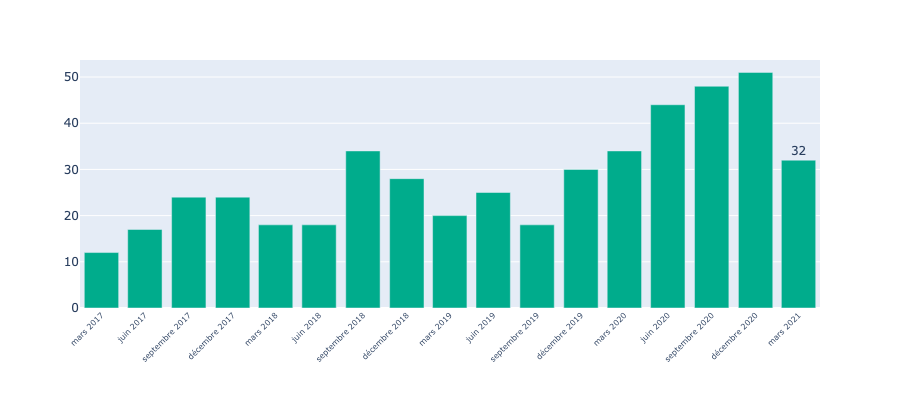 50
40
30
20
10
0
32
mars 2017
juin 2017
septembre 2017
décembre 2017
mars 2018
juin 2018
septembre 2018
décembre 2018
mars 2019
juin 2019
septembre 2019
décembre 2019
mars 2020
juin 2020
septembre 2020
décembre 2020
mars 2021